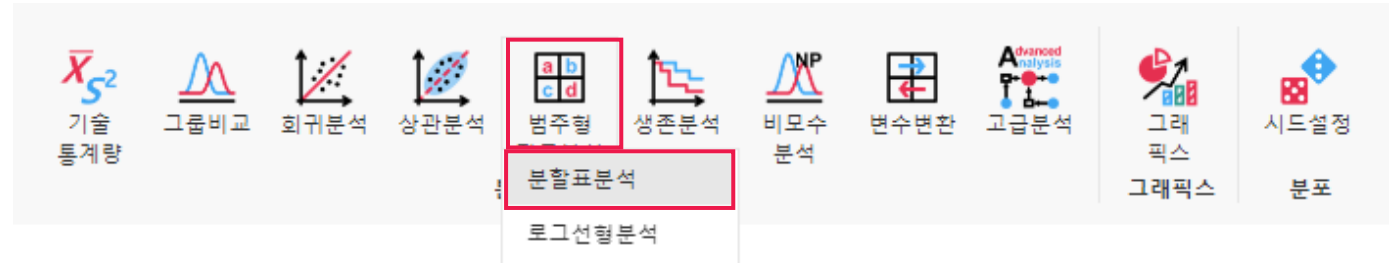 X̄ S²
NP
Advanced
Analysis
a b
c d
기술
통계량
그룹비교
회귀분석
상관분석
범주형
생존분석
비모수
분석
변수변환
고급분석
그래
픽스
시드설정
분할표분석
로그선형분석
그래픽스
분포